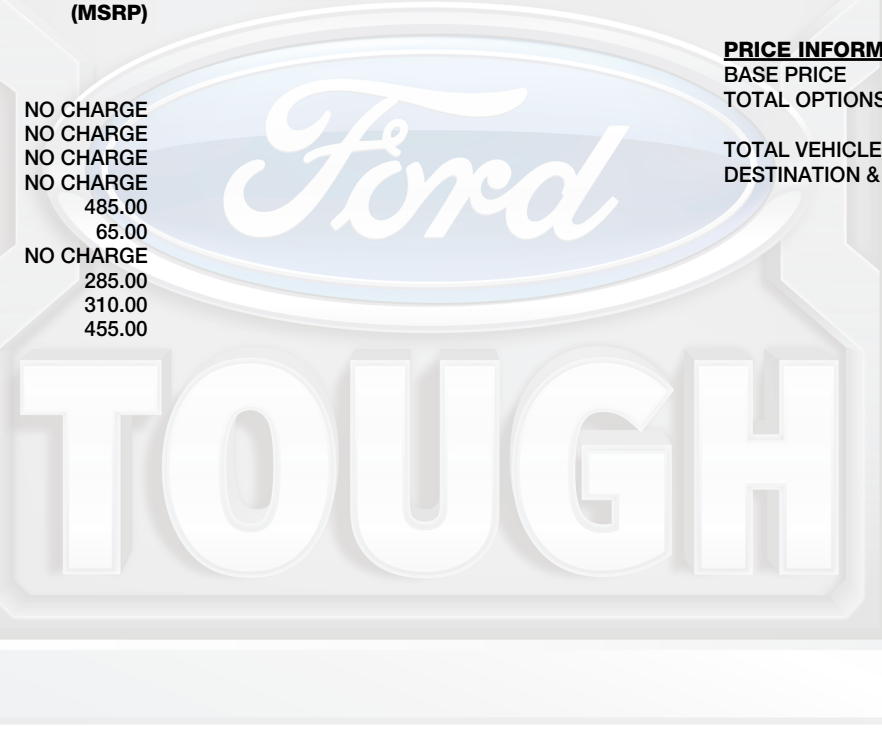 (MSRP)
NO CHARGE
NO CHARGE
NO CHARGE
NO CHARGE
485.00
65.00
NO CHARGE
285.00
310.00
455.00
PRICE INFORM
BASE PRICE
TOTAL OPTIONS
TOTAL VEHICLE
DESTINATION &
Ford
TOUGH